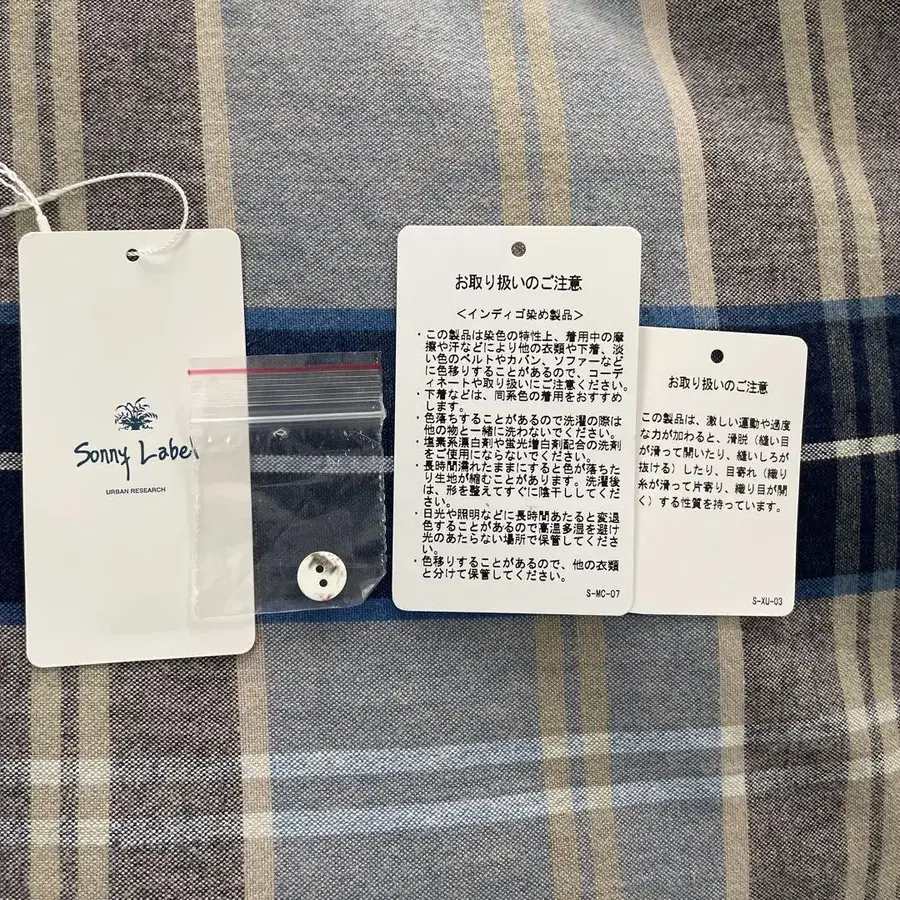 Sonny Label
URBAN RESEARCH
お取り扱いのご注意
＜インディゴ染め製品＞
・この製品は染色の特性上、着用中の摩
擦や汗などにより他の衣類や下着、淡
い色のベルトやカバン、ソファーなど
に色移りすることがあるので、コーデ
ィネートや取り扱いにご注意ください。
・下着などは、同系色の着用をおすすめ
します。
・色落ちすることがあるので洗濯の際は
他の物と一緒に洗わないでください。
・塩素系漂白剤や蛍光増白剤配合の洗剤
をご使用にならないでください。
・長時間濡れたままにすると色が落ちた
り生地が縮むことがあります。洗濯後
は、形を整えてすぐに陰干ししてくだ
さい。
・日光や照明などに長時間あたると変退
色することがあるので高温多湿を避け
光のあたらない場所で保管してくださ
い。
・色移りすることがあるので、他の衣類
と分けて保管してください。
S-MC-07
お取り扱いのご注意
この製品は、激しい運動や過度
な力が加わると、滑脱（縫い目
が滑って開いたり、縫いしろが
抜ける）したり、目寄れ（織り
糸が滑って片寄り、織り目が開
く）する性質を持っています。
S-XU-03